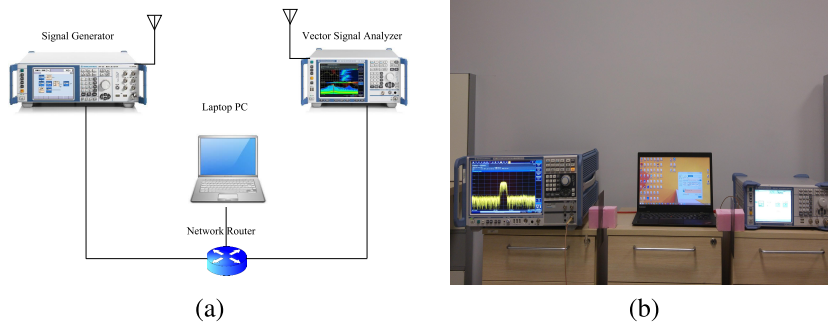 Signal Generator
Vector Signal Analyzer
Laptop PC
Network Router
(a)
(b)